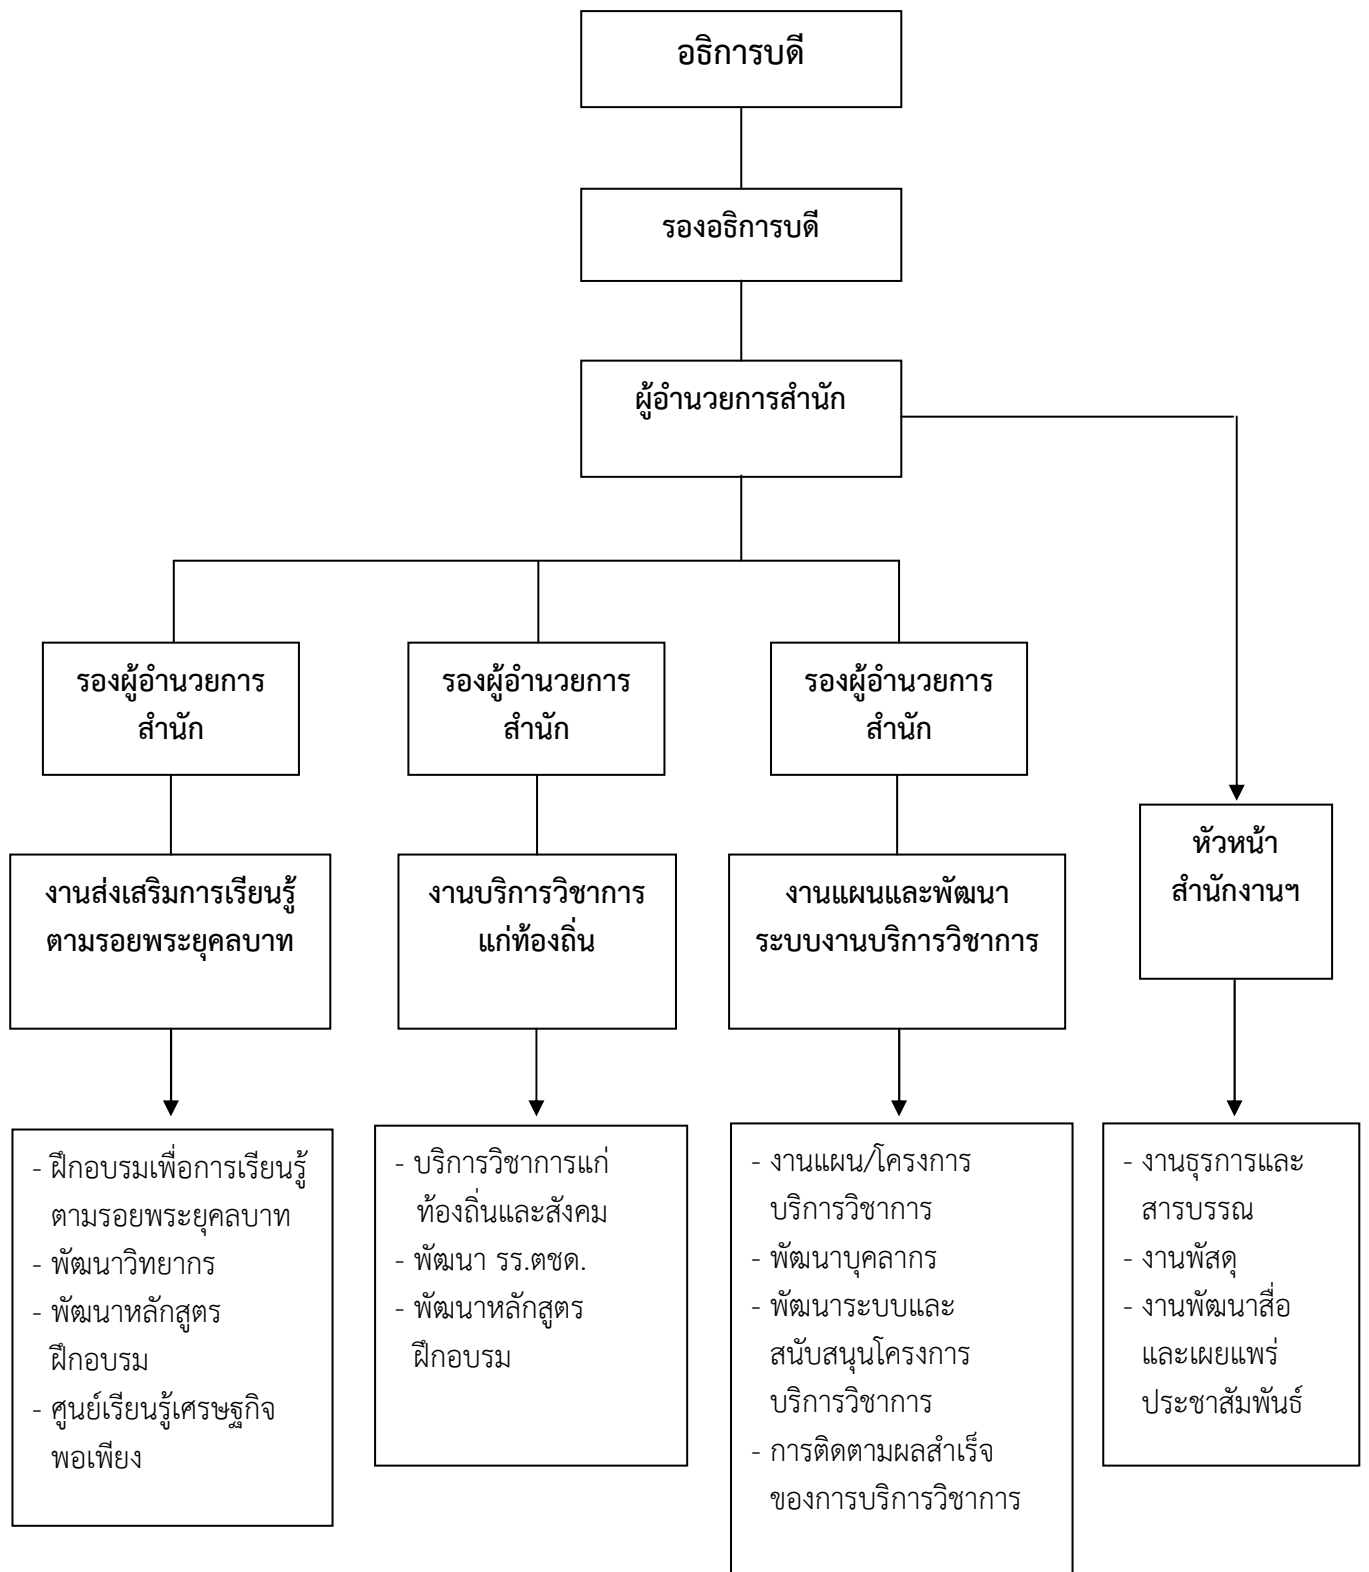 อธิการบดี
รองอธิการบดี
ผู้อำนวยการสำนัก
รองผู้อำนวยการ
สำนัก
รองผู้อำนวยการ
สำนัก
รองผู้อำนวยการ
สำนัก
หัวหน้า
สำนักงานฯ
งานส่งเสริมการเรียนรู้
ตามรอยพระยุคลบาท
งานบริการวิชาการ
แก่ท้องถิ่น
งานแผนและพัฒนา
ระบบงานบริการวิชาการ
- ฝึกอบรมเพื่อการเรียนรู้
ตามรอยพระยุคลบาท
- พัฒนาวิทยากร
- พัฒนาหลักสูตร
ฝึกอบรม
- ศูนย์เรียนรู้เศรษฐกิจ
พอเพียง
- บริการวิชาการแก่
ท้องถิ่นและสังคม
- พัฒนา รร.ตชด.
- พัฒนาหลักสูตร
ฝึกอบรม
- งานแผน/โครงการ
บริการวิชาการ
- พัฒนาบุคลากร
- พัฒนาระบบและ
สนับสนุนโครงการ
บริการวิชาการ
- การติดตามผลสำเร็จ
ของการบริการวิชาการ
- งานธุรการและ
สารบรรณ
- งานพัสดุ
- งานพัฒนาสื่อ
และเผยแพร่
ประชาสัมพันธ์